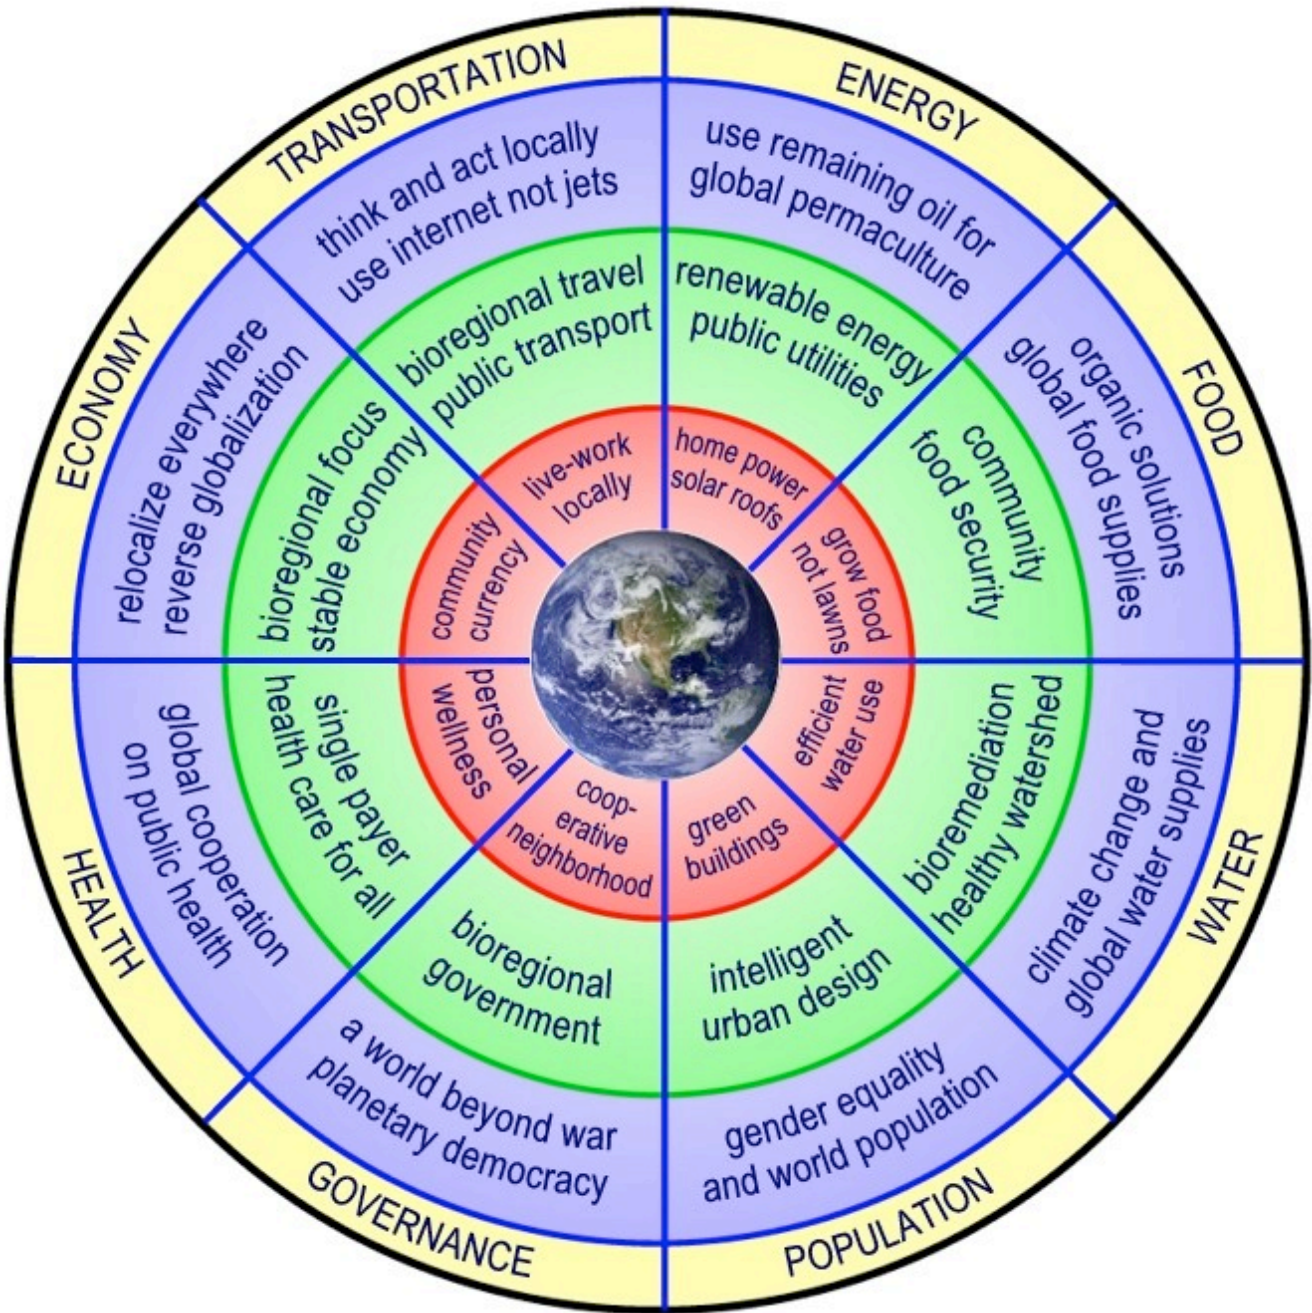 TRANSPORTATION
think and act locally
use internet not jets
bioregional travel
public transport
live-work
locally
ENERGY
use remaining oil for
global permaculture
renewable energy
public utilities
home power
solar roofs
FOOD
organic solutions
global food supplies
community
food security
grow food
not lawns
WATER
climate change and
global water supplies
bioremediation
healthy watershed
efficient
water use
POPULATION
gender equality
and world population
intelligent
urban design
green
buildings
GOVERNANCE
a world beyond war
planetary democracy
bioregional
government
coop-
erative
neighborhood
HEALTH
global cooperation
on public health
single payer
health care for all
personal
wellness
ECONOMY
relocalize everywhere
reverse globalization
bioregional focus
stable economy
community
currency